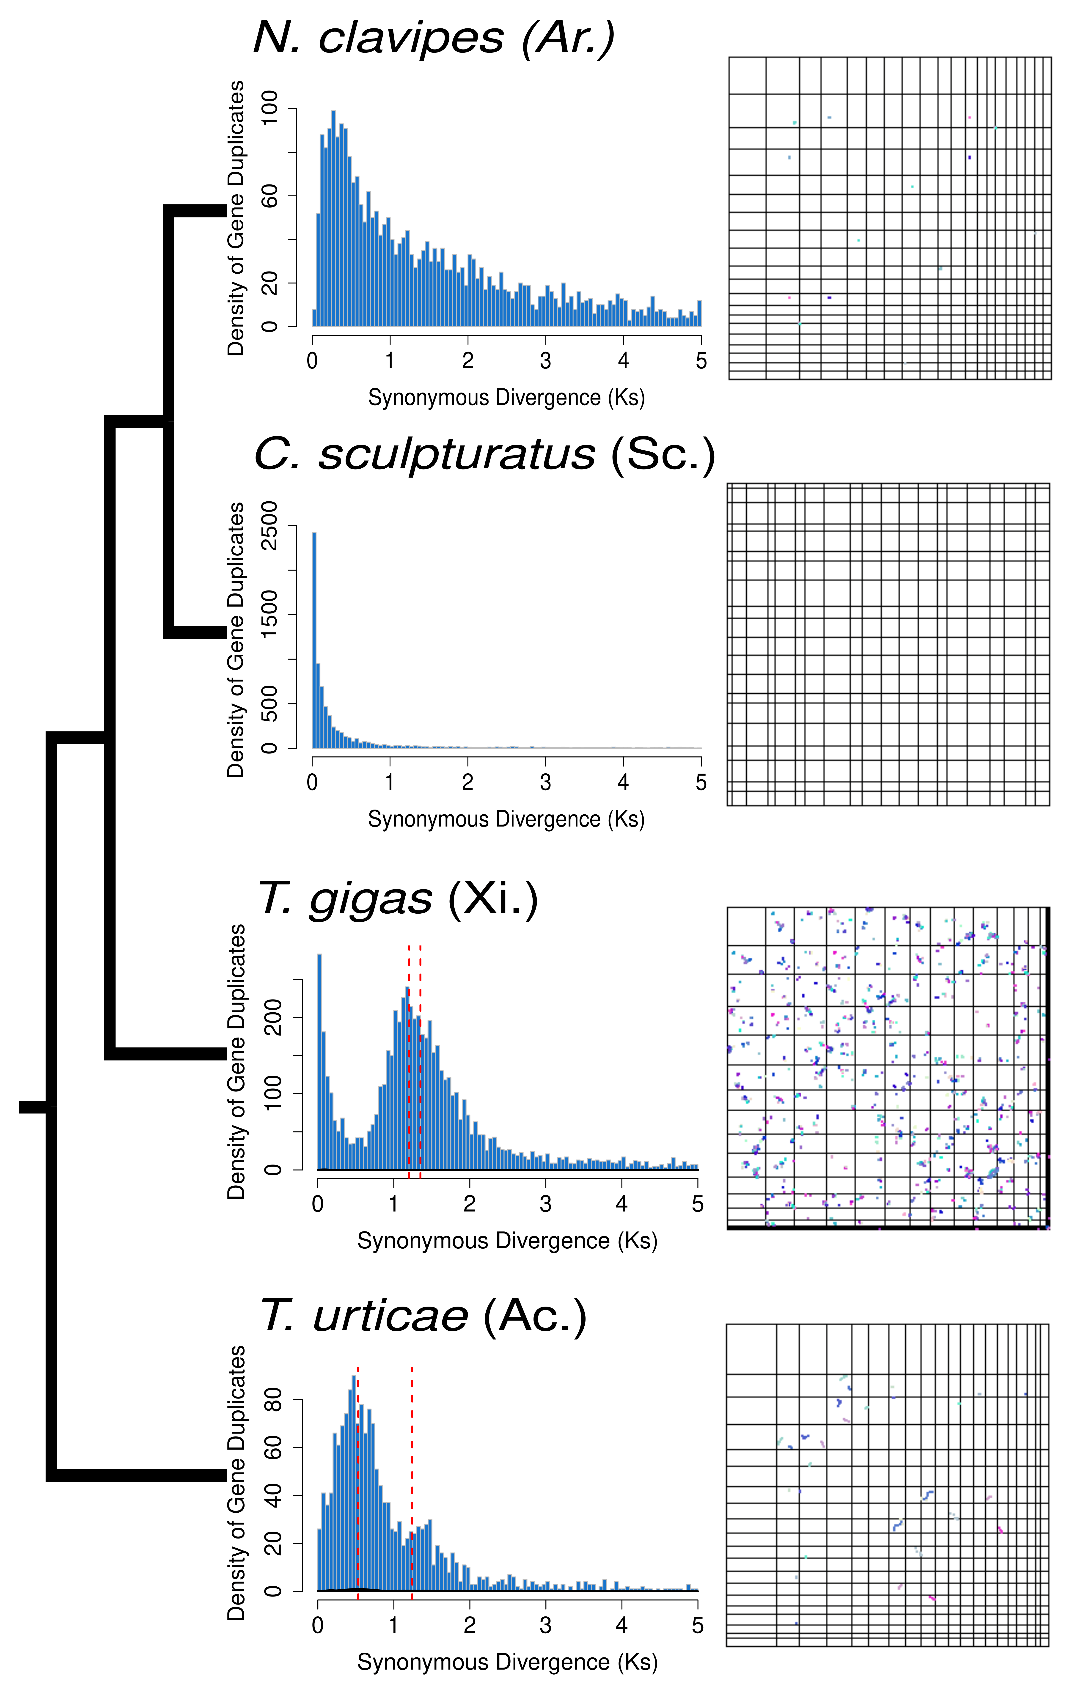 N. clavipes (Ar.)
Density of Gene Duplicates
0 20 60 100
0 1 2 3 4 5
Synonymous Divergence (Ks)
C. sculpturatus (Sc.)
Density of Gene Duplicates
0 500 1500 2500
0 1 2 3 4 5
Synonymous Divergence (Ks)
T. gigas (Xi.)
Density of Gene Duplicates
0 100 200
0 1 2 3 4 5
Synonymous Divergence (Ks)
T. urticae (Ac.)
Density of Gene Duplicates
0 20 40 60 80
0 1 2 3 4 5
Synonymous Divergence (Ks)